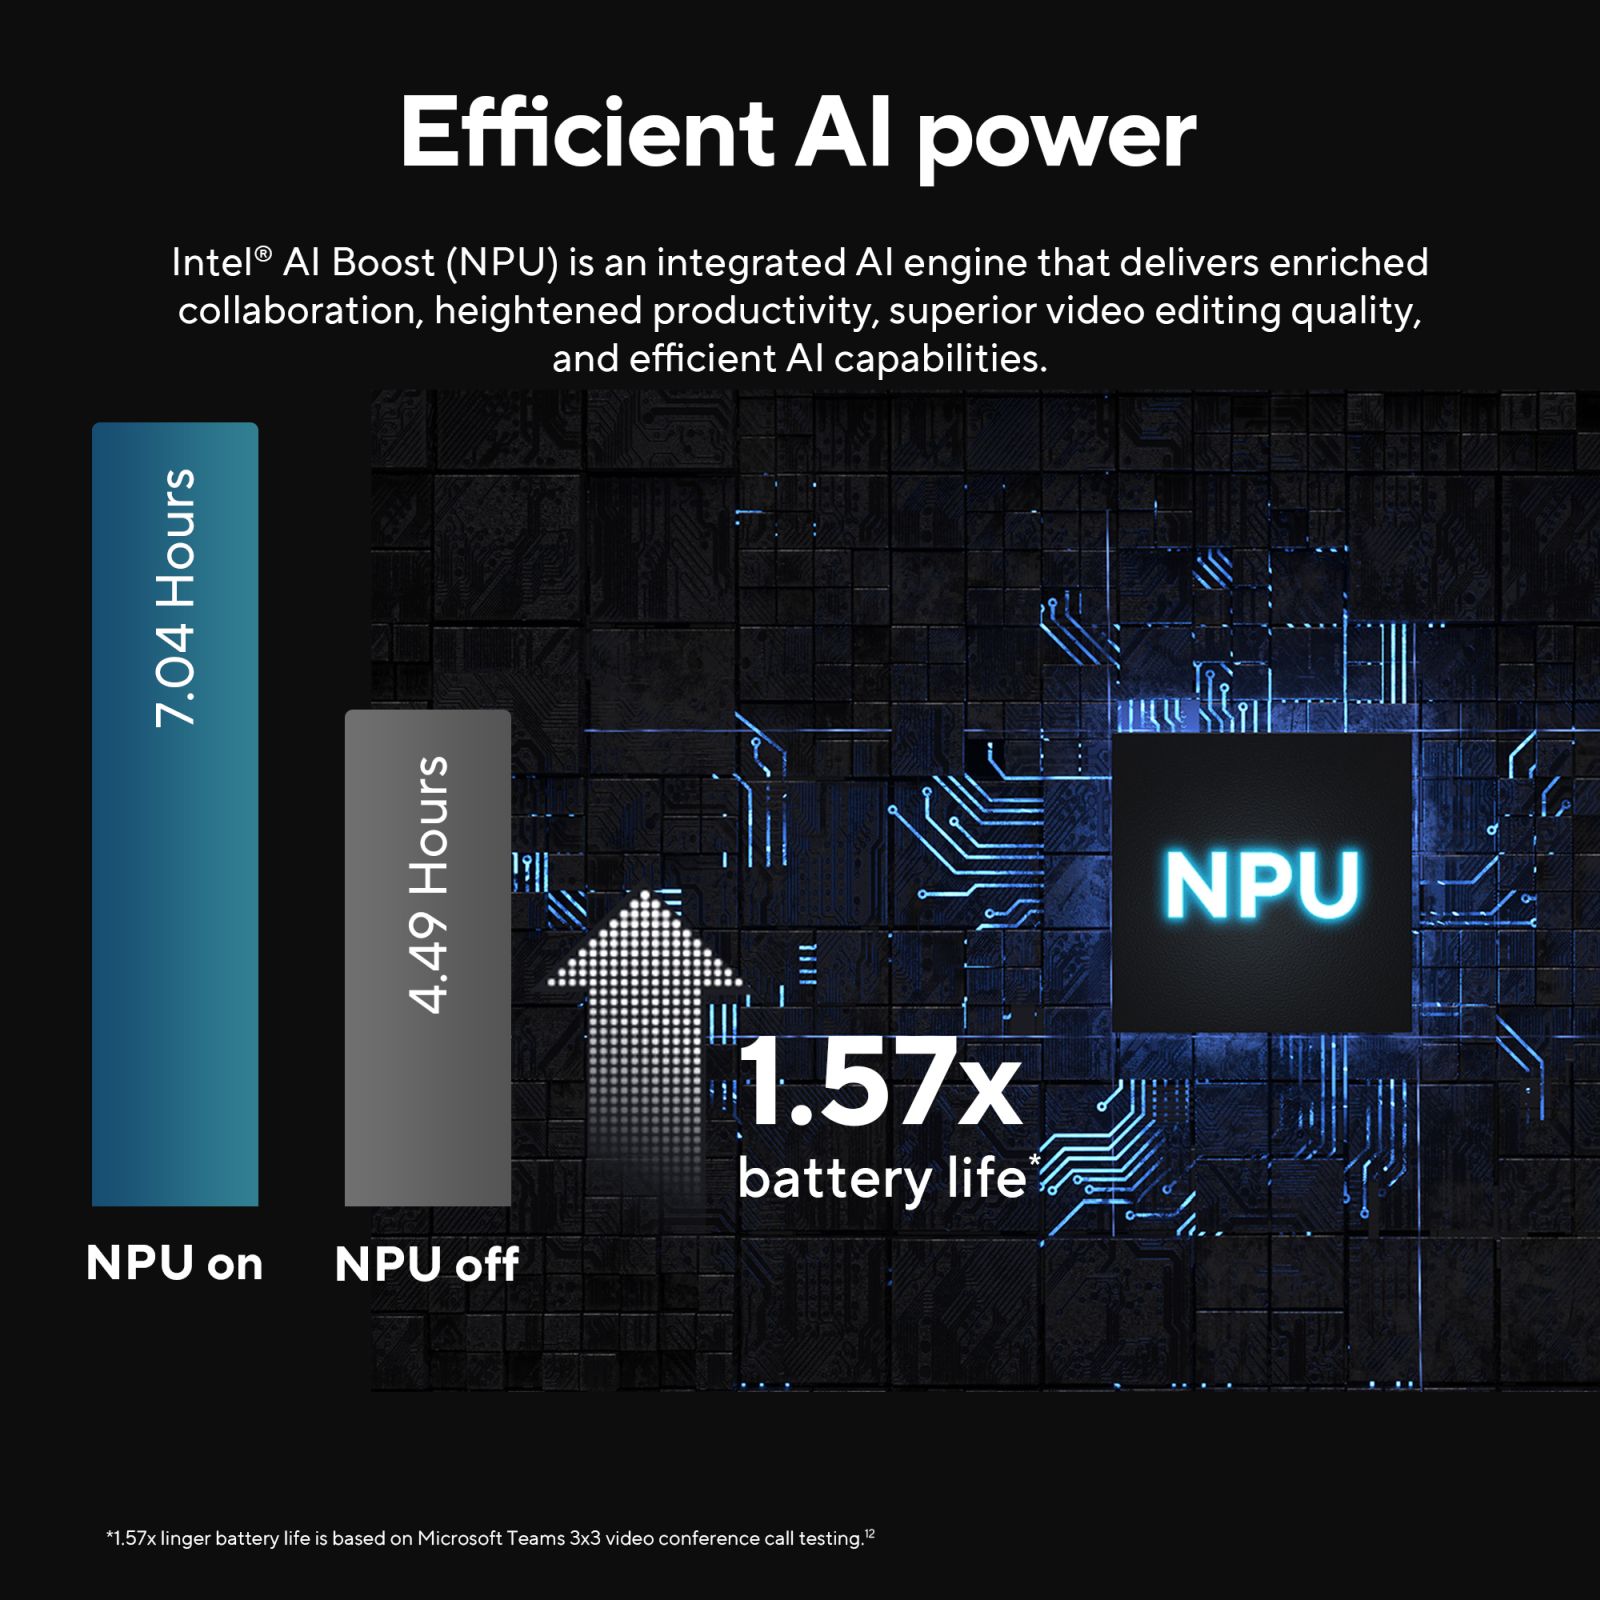 Efficient AI power
Intel® AI Boost (NPU) is an integrated AI engine that delivers enriched
collaboration, heightened productivity, superior video editing quality,
and efficient AI capabilities.
7.04 Hours
4.49 Hours
NPU
1.57x
battery life*
NPU on
NPU off
*1.57x linger battery life is based on Microsoft Teams 3x3 video conference call testing.¹²